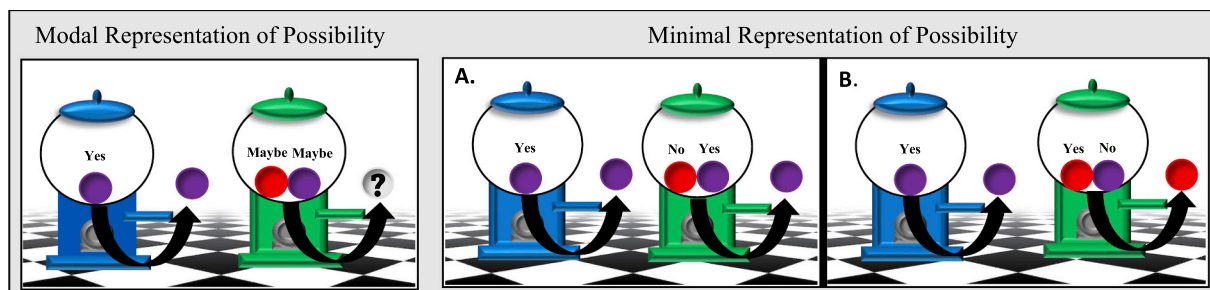 Modal Representation of Possibility
Minimal Representation of Possibility
Yes
Maybe Maybe
?
A.
Yes
No Yes
B.
Yes
Yes No